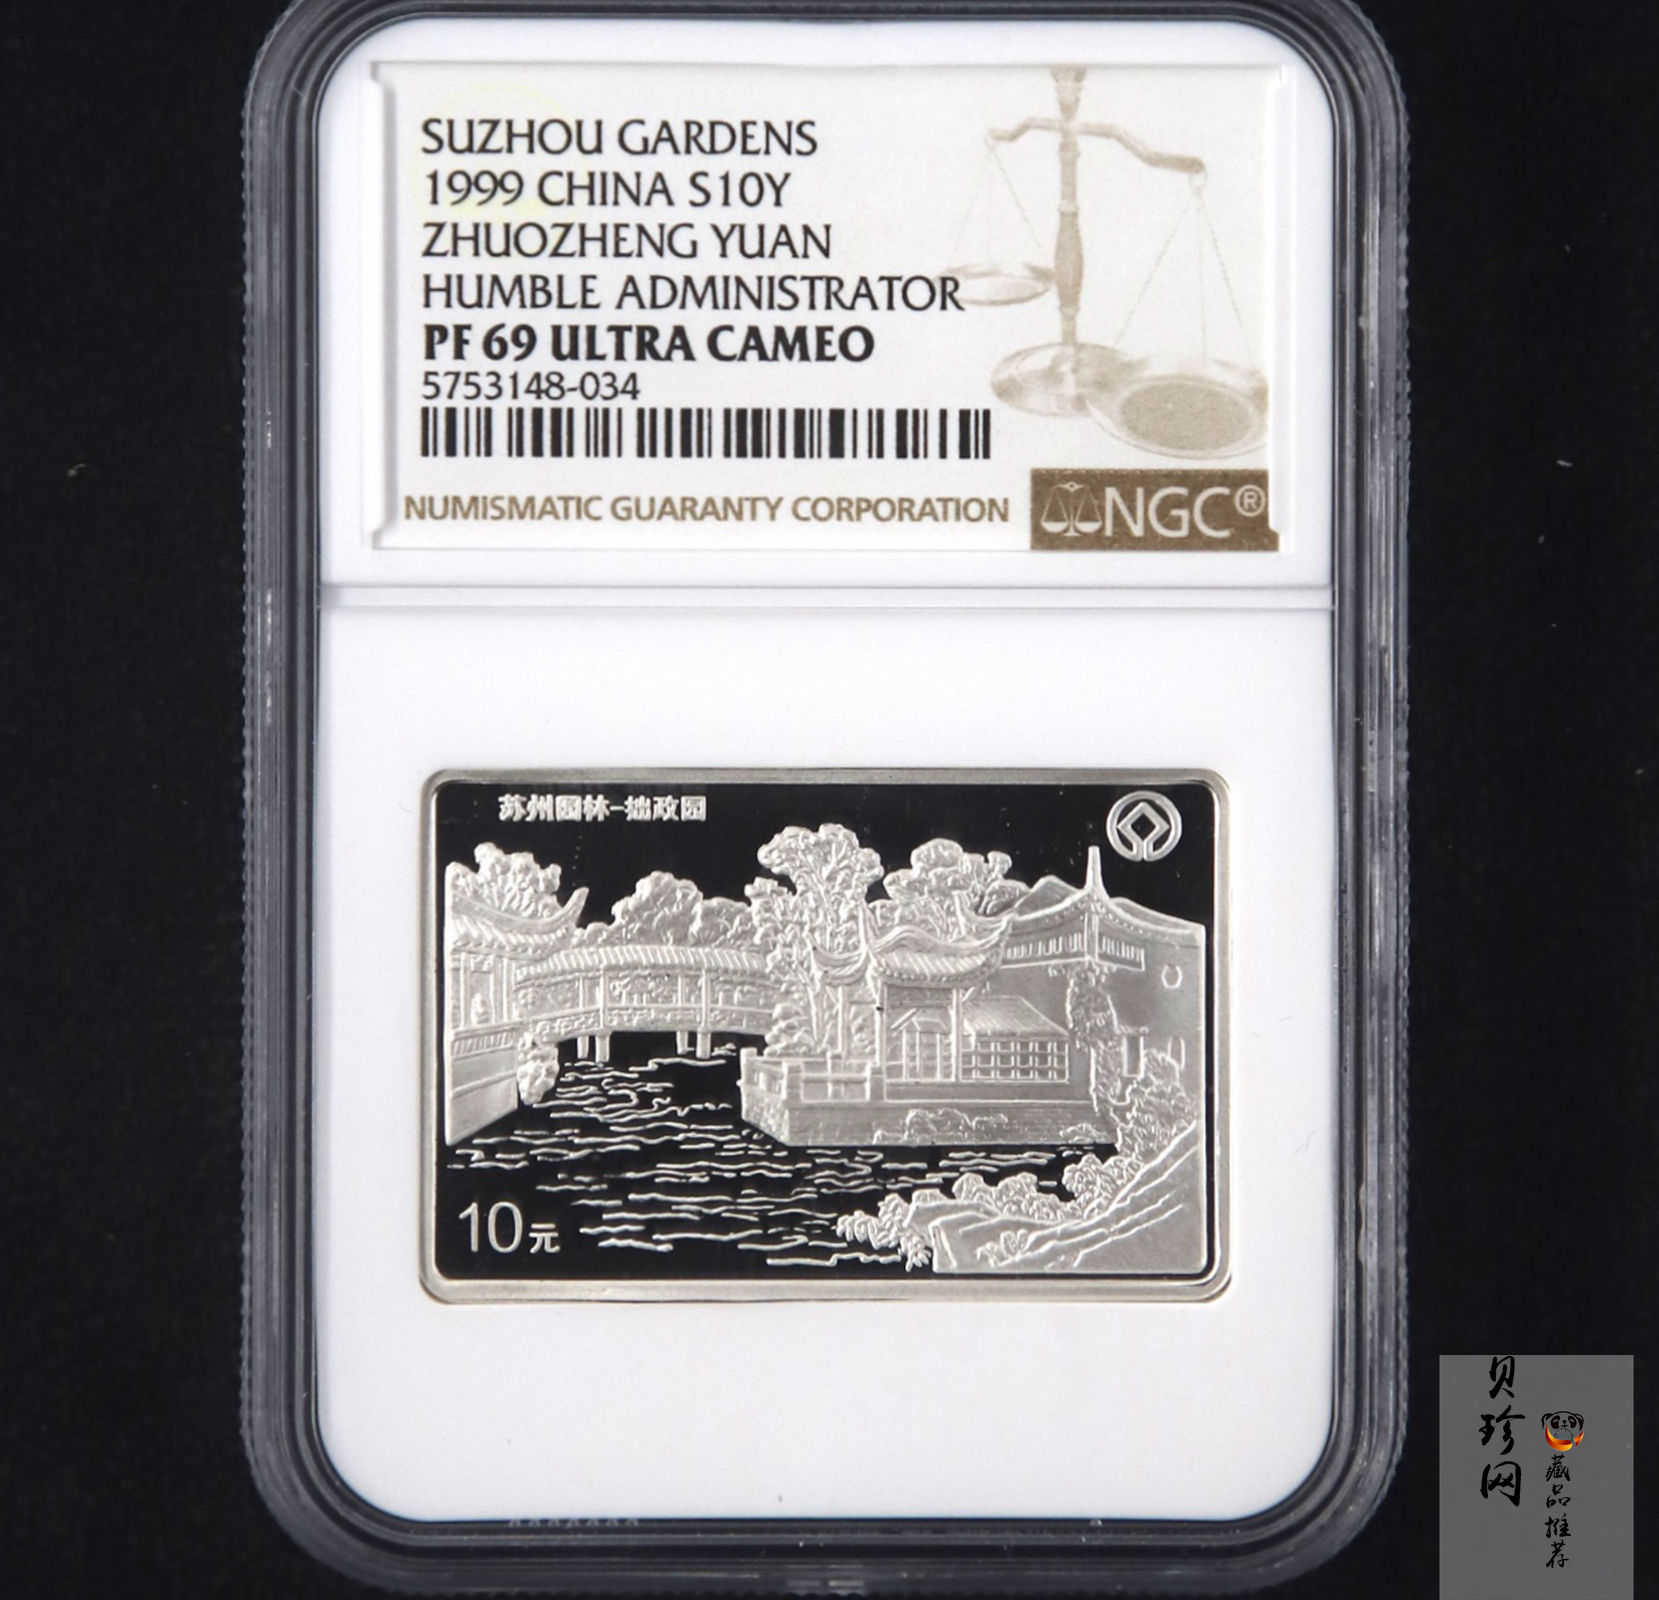 SUZHOU GARDENS
1999 CHINA S10Y
ZHUOZHENG YUAN
HUMBLE ADMINISTRATOR
PF 69 ULTRA CAMEO
5753148-034
NUMISMATIC GUARANTY CORPORATION
NGC®
苏州园林-拙政园
10元
贝珍网
藏品推荐